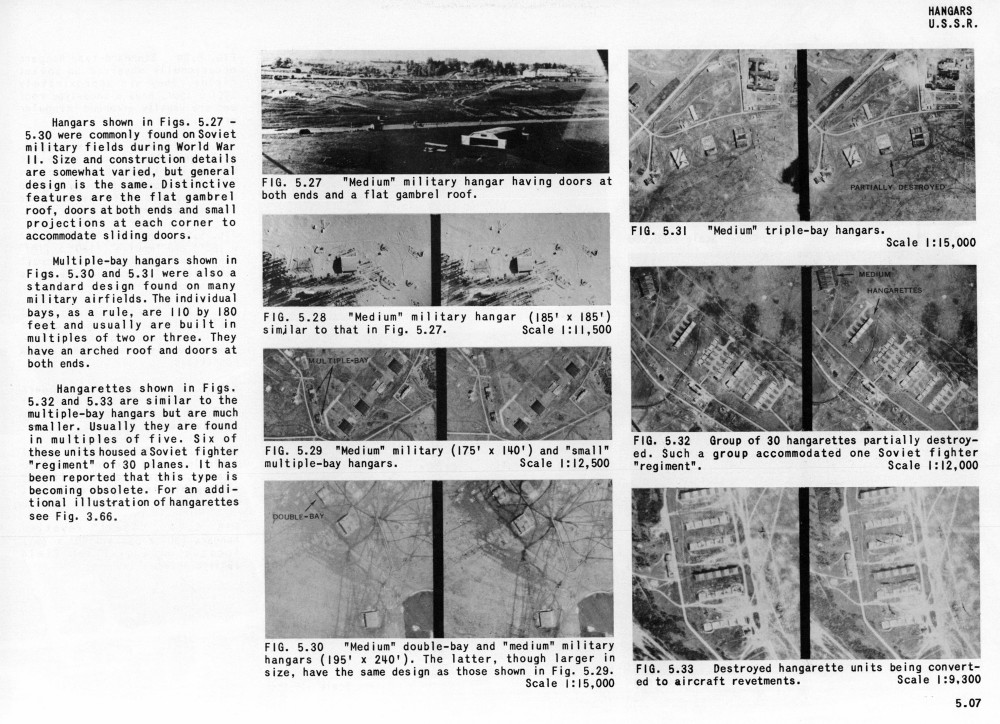 HANGARS
U.S.S.R.
Hangars shown in Figs. 5.27 -
5.30 were commonly found on Soviet
military fields during World War
II. Size and construction details
are somewhat varied, but general
design is the same. Distinctive
features are the flat gambrel
roof, doors at both ends and small
projections at each corner to
accommodate sliding doors.
Multiple-bay hangars shown in
Figs. 5.30 and 5.31 were also a
standard design found on many
military airfields. The individual
bays, as a rule, are 110 by 180
feet and usually are built in
multiples of two or three. They
have an arched roof and doors at
both ends.
Hangarettes shown in Figs.
5.32 and 5.33 are similar to the
multiple-bay hangars but are much
smaller. Usually they are found
in multiples of five. Six of
these units housed a Soviet fighter
"regiment" of 30 planes. It has
been reported that this type is
becoming obsolete. For an addi-
tional illustration of hangarettes
see Fig. 3.66.
FIG. 5.27 "Medium" military hangar having doors at
both ends and a flat gambrel roof.
FIG. 5.28 "Medium" military hangar (185' x 185')
similar to that in Fig. 5.27. Scale 1:11,500
MULTIPLE-BAY
FIG. 5.29 "Medium" military (175' x 140') and "small"
multiple-bay hangars. Scale 1:12,500
DOUBLE-BAY
FIG. 5.30 "Medium" double-bay and "medium" military
hangars (195' x 240'). The latter, though larger in
size, have the same design as those shown in Fig. 5.29.
Scale 1:15,000
PARTIALLY DESTROYED
FIG. 5.31 "Medium" triple-bay hangars.
Scale 1:15,000
MEDIUM
HANGARETTES
FIG. 5.32 Group of 30 hangarettes partially destroy-
ed. Such a group accommodated one Soviet fighter
"regiment". Scale 1:12,000
FIG. 5.33 Destroyed hangarette units being convert-
ed to aircraft revetments. Scale 1:9,300
5.07